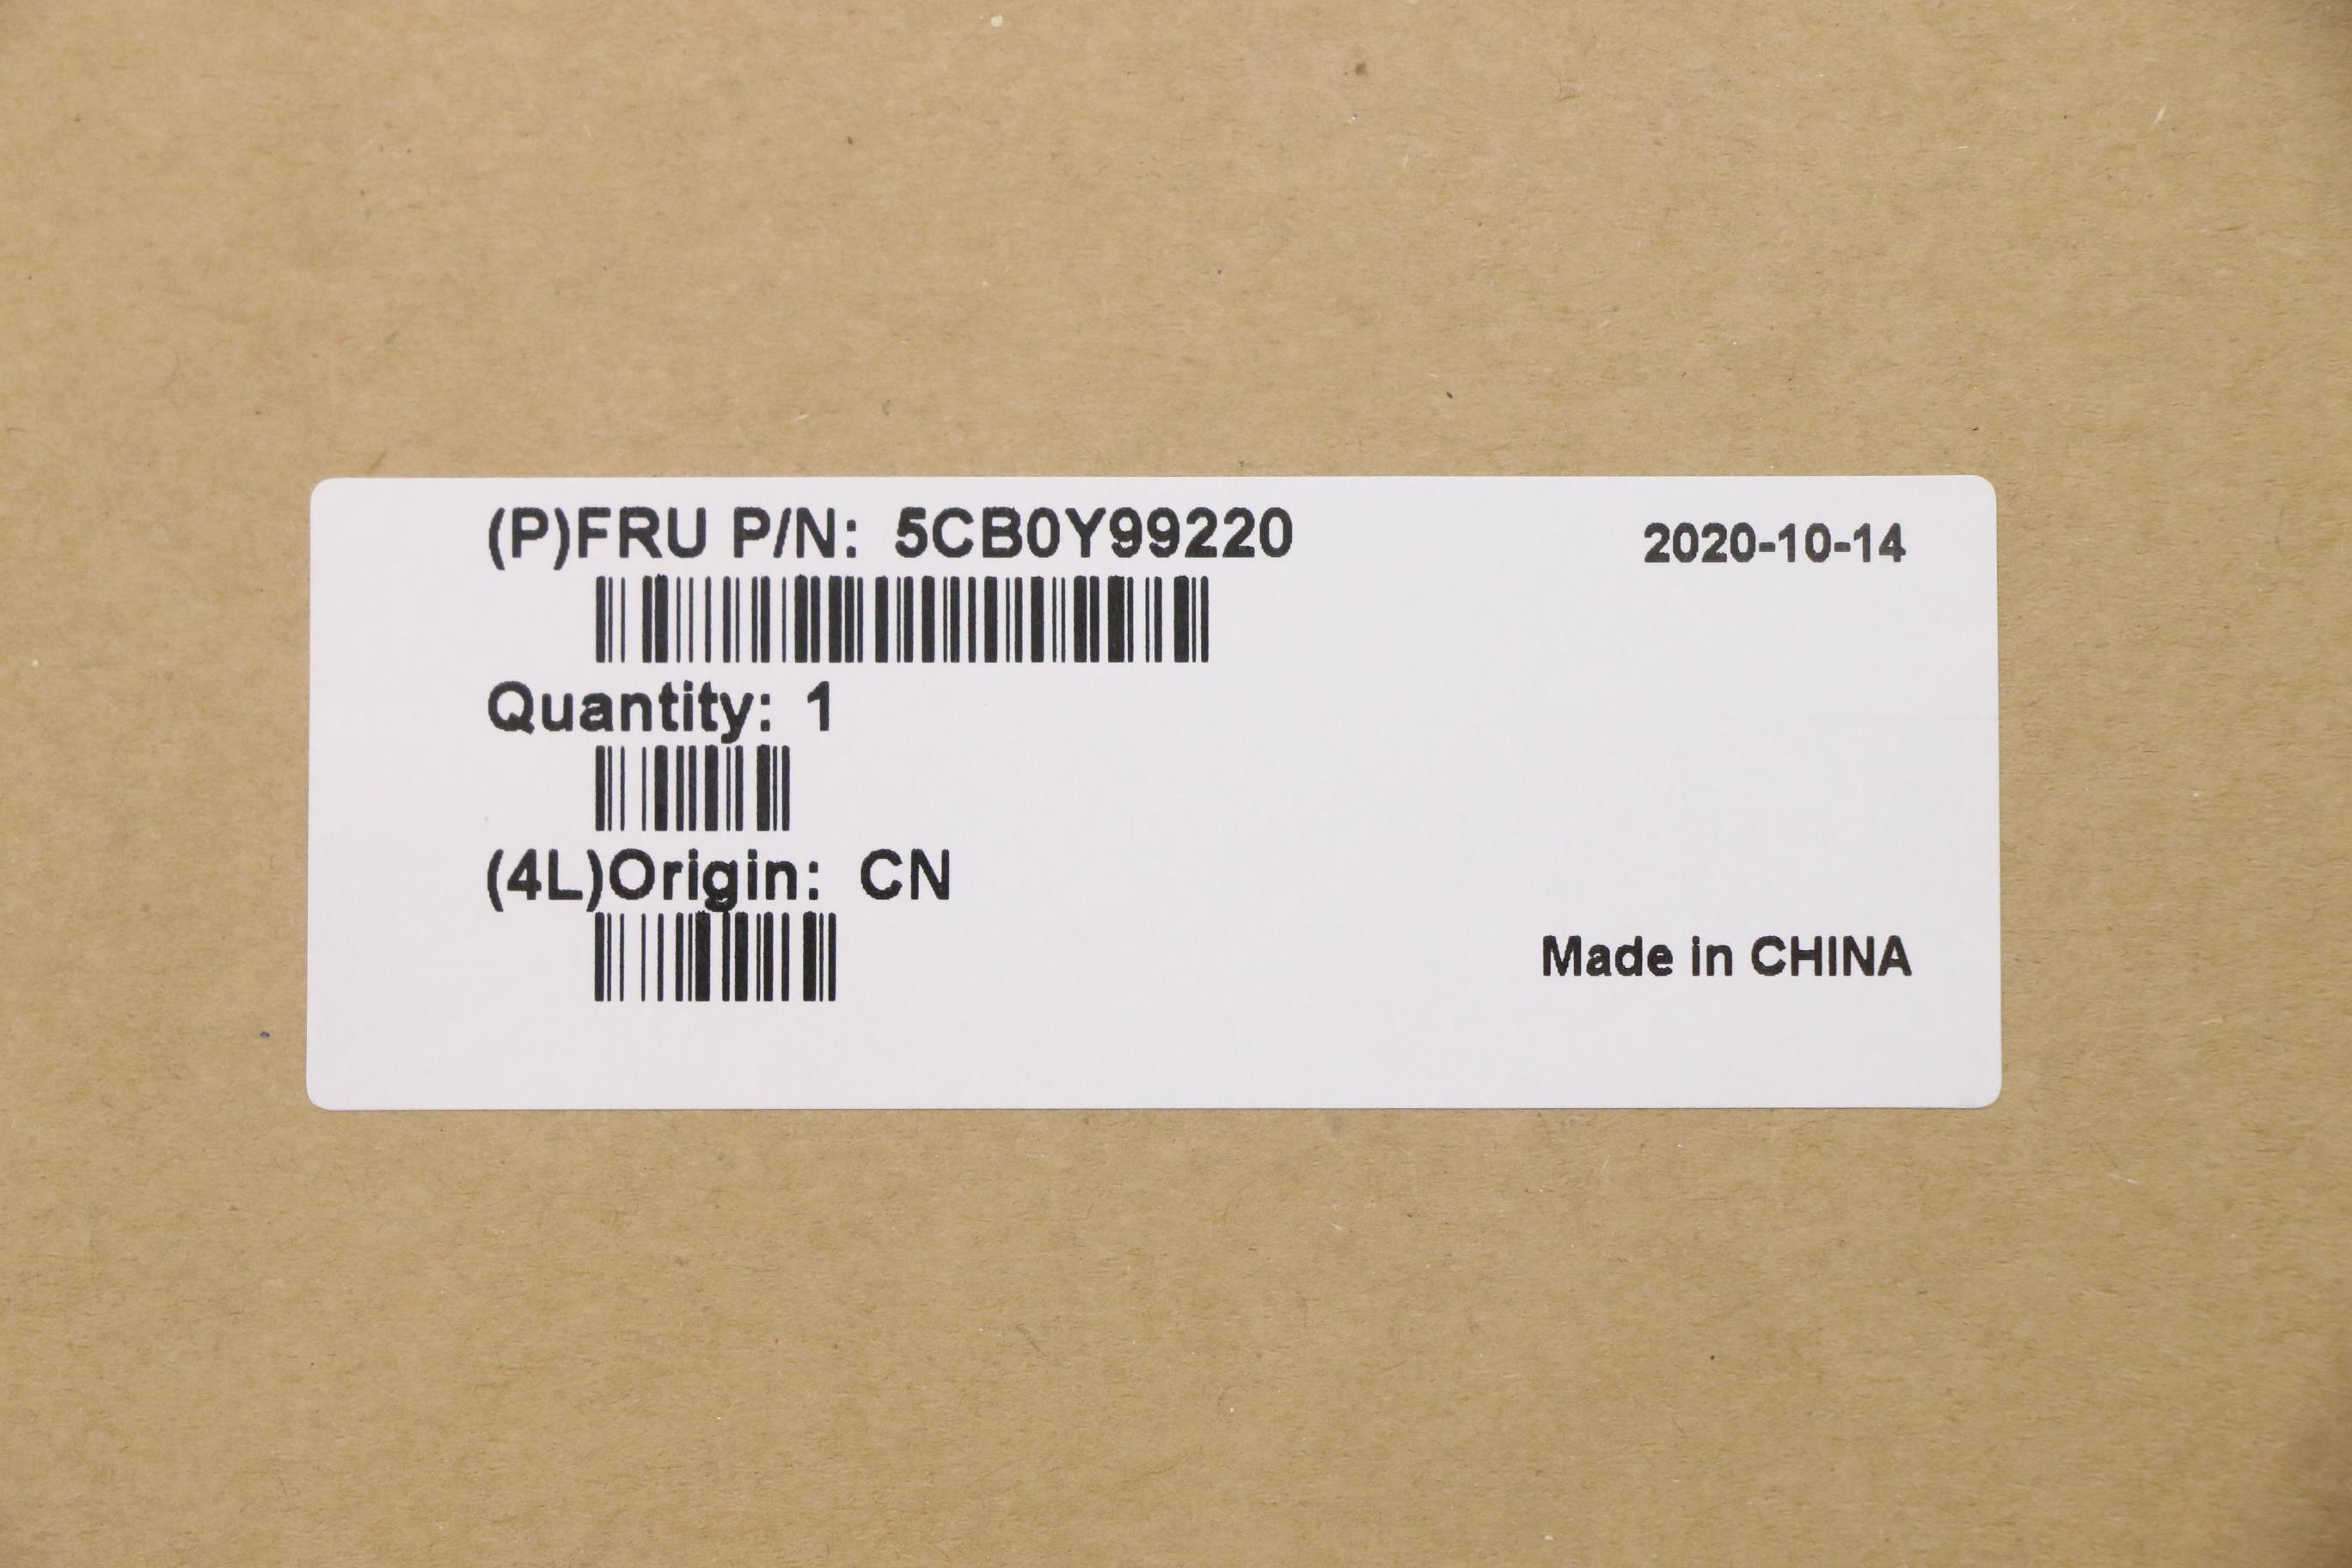 (P)FRU P/N: 5CB0Y99220
2020-10-14
Quantity: 1
(4L)Origin: CN
Made in CHINA